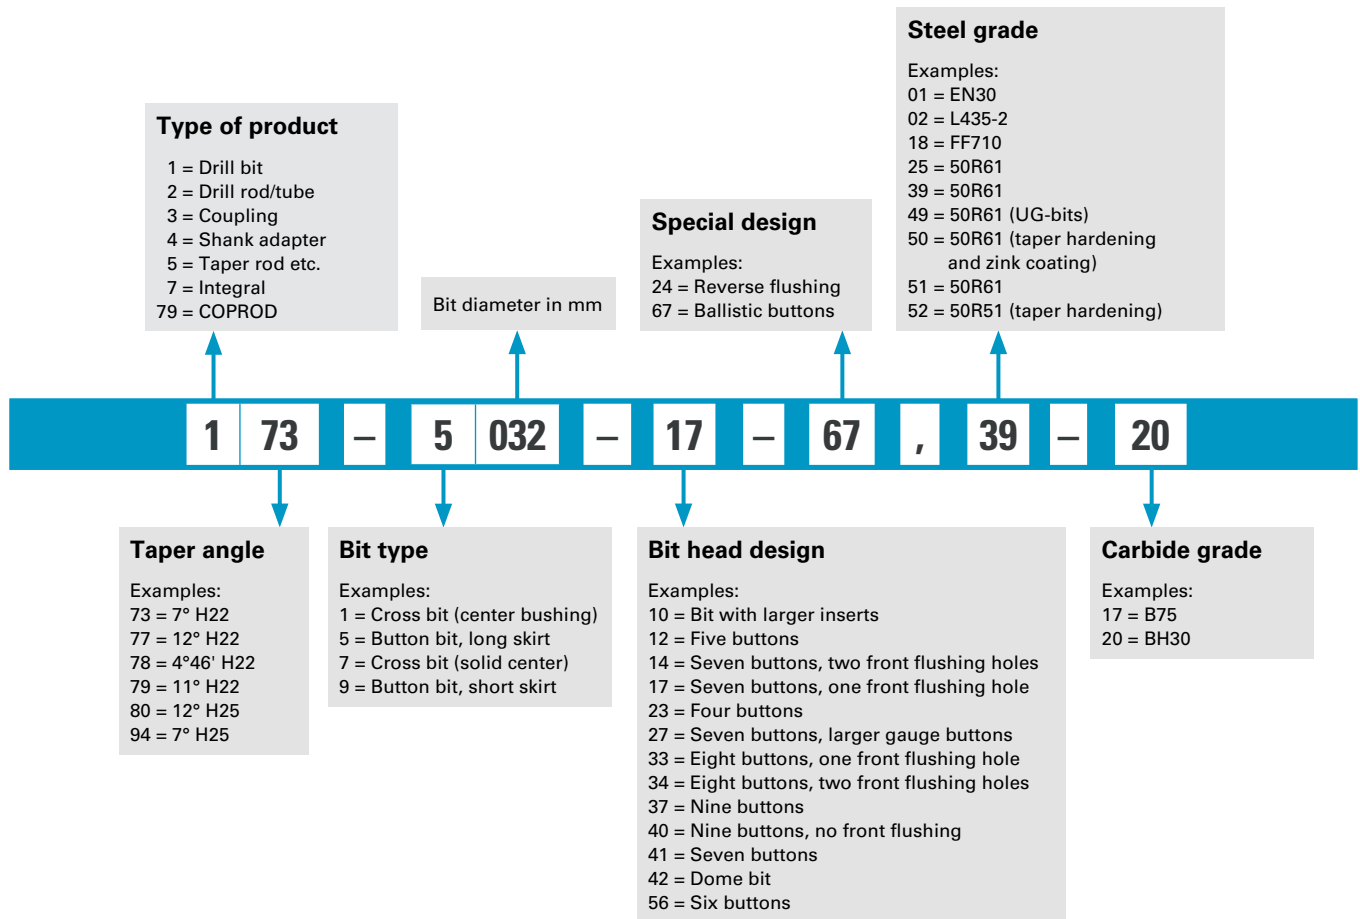 Steel grade
Examples:
01 = EN30
02 = L435-2
18 = FF710
25 = 50R61
39 = 50R61
49 = 50R61 (UG-bits)
50 = 50R61 (taper hardening
and zink coating)
51 = 50R61
52 = 50R51 (taper hardening)
Type of product
1 = Drill bit
2 = Drill rod/tube
3 = Coupling
4 = Shank adapter
5 = Taper rod etc.
7 = Integral
79 = COPROD
Bit diameter in mm
Special design
Examples:
24 = Reverse flushing
67 = Ballistic buttons
1 73 – 5 032 – 17 – 67 , 39 – 20
Taper angle
Examples:
73 = 7° H22
77 = 12° H22
78 = 4°46' H22
79 = 11° H22
80 = 12° H25
94 = 7° H25
Bit type
Examples:
1 = Cross bit (center bushing)
5 = Button bit, long skirt
7 = Cross bit (solid center)
9 = Button bit, short skirt
Bit head design
Examples:
10 = Bit with larger inserts
12 = Five buttons
14 = Seven buttons, two front flushing holes
17 = Seven buttons, one front flushing hole
23 = Four buttons
27 = Seven buttons, larger gauge buttons
33 = Eight buttons, one front flushing hole
34 = Eight buttons, two front flushing holes
37 = Nine buttons
40 = Nine buttons, no front flushing
41 = Seven buttons
42 = Dome bit
56 = Six buttons
Carbide grade
Examples:
17 = B75
20 = BH30